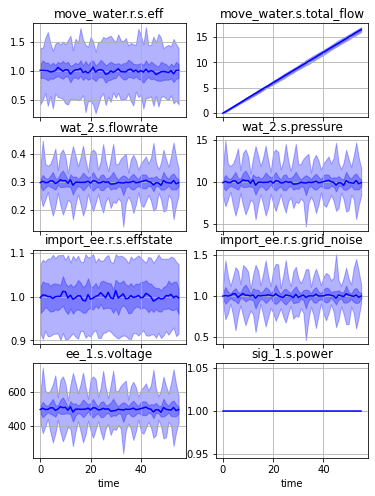 move_water.r.s.eff
move_water.s.total_flow
1.5
1.0
0.5
15
10
5
0
wat_2.s.flowrate
wat_2.s.pressure
0.4
0.3
0.2
15
10
5
import_ee.r.s.effstate
import_ee.r.s.grid_noise
1.1
1.0
0.9
1.5
1.0
0.5
ee_1.s.voltage
sig_1.s.power
600
400
1.05
1.00
0.95
0 20 40
0 20 40
time
time